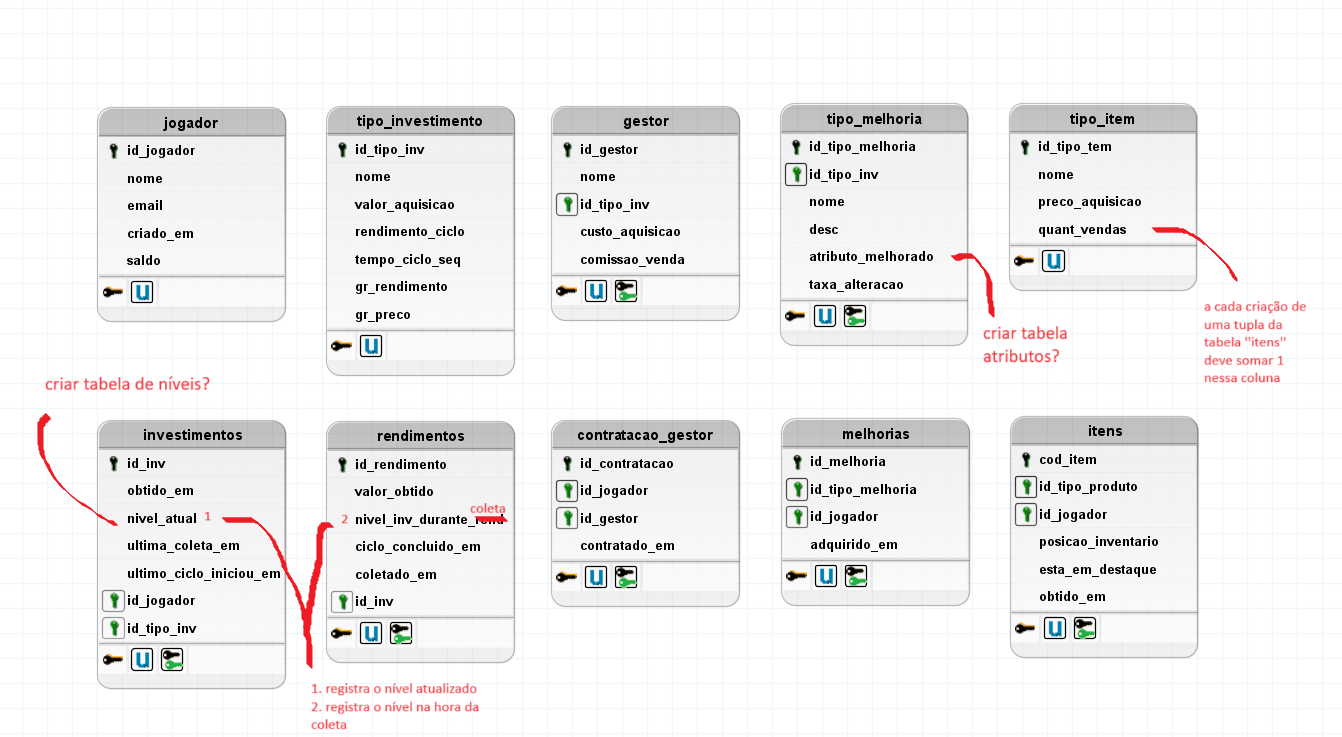 jogador
id_jogador
nome
email
criado_em
saldo
tipo_investimento
id_tipo_inv
nome
valor_aquisicao
rendimento_ciclo
tempo_ciclo_seq
gr_rendimento
gr_preco
gestor
id_gestor
nome
id_tipo_inv
custo_aquisicao
comissao_venda
tipo_melhoria
id_tipo_melhoria
id_tipo_inv
nome
desc
atributo_melhorado
taxa_alteracao
tipo_item
id_tipo_tem
nome
preco_aquisicao
quant_vendas
criar tabela
atributos?
a cada criação de
uma tupla da
tabela "itens"
deve somar 1
nessa coluna
criar tabela de níveis?
investimentos
id_inv
obtido_em
nivel_atual 1
ultima_coleta_em
ultimo_ciclo_iniciou_em
id_jogador
id_tipo_inv
rendimentos
id_rendimento
valor_obtido
coleta
2 nivel_inv_durante_rend
ciclo_concluido_em
coletado_em
id_inv
contratacao_gestor
id_contratacao
id_jogador
id_gestor
contratado_em
melhorias
id_melhoria
id_tipo_melhoria
id_jogador
adquirido_em
itens
cod_item
id_tipo_produto
id_jogador
posicao_inventario
esta_em_destaque
obtido_em
1. registra o nível atualizado
2. registra o nível na hora da
coleta